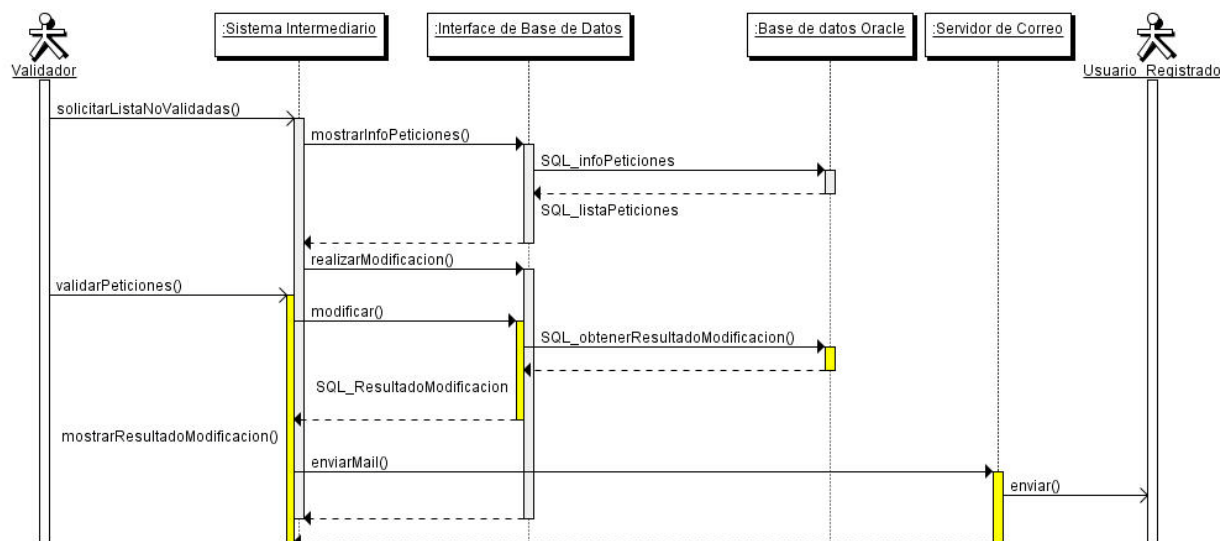 :Sistema Intermediario
:Interface de Base de Datos
:Base de datos Oracle
:Servidor de Correo
Validador
Usuario_Registrado
solicitarListaNoValidadas()
mostrarInfoPeticiones()
SQL_infoPeticiones
SQL_listaPeticiones
realizarModificacion()
validarPeticiones()
modificar()
SQL_obtenerResultadoModificacion()
SQL_ResultadoModificacion
mostrarResultadoModificacion()
enviarMail()
enviar()